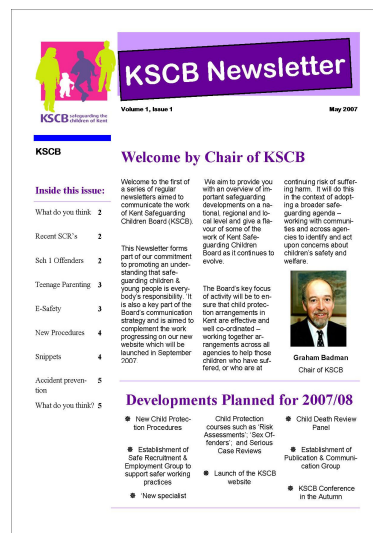 KSCB Newsletter
KSCB safeguarding the
children of Kent
Volume 1, Issue 1
May 2007
KSCB
Inside this issue:
What do you think 2
Recent SCR's 2
Sch 1 Offenders 2
Teenage Parenting 3
E-Safety 3
New Procedures 4
Snippets 4
Accident preven-
tion 5
What do you think? 5
Welcome by Chair of KSCB
Welcome to the first of
a series of regular
newsletters aimed to
communicate the work
of Kent Safeguarding
Children Board (KSCB).
This Newsletter forms
part of our commitment
to promoting an under-
standing that safe-
guarding children &
young people is every-
body's responsibility. 'It
is also a key part of the
Board's communication
strategy and is aimed to
complement the work
progressing on our new
website which will be
launched in September
2007.
We aim to provide you
with an overview of im-
portant safeguarding
developments on a na-
tional, regional and lo-
cal level and give a fla-
vour of some of the
work of Kent Safe-
guarding Children
Board as it continues to
evolve.
The Board's key focus
of activity will be to en-
sure that child protec-
tion arrangements in
Kent are effective and
well co-ordinated –
working together ar-
rangements across all
agencies to help those
children who have suf-
fered, or who are at
continuing risk of suffer-
ing harm. It will do this
in the context of adopt-
ing a broader safe-
guarding agenda –
working with communi-
ties and across agen-
cies to identify and act
upon concerns about
children's safety and
welfare.
Graham Badman
Chair of KSCB
Developments Planned for 2007/08
New Child Protec-
tion Procedures
Establishment of
Safe Recruitment &
Employment Group to
support safer working
practices
'New specialist
Child Protection
courses such as 'Risk
Assessments'; 'Sex Of-
fenders'; and Serious
Case Reviews
Launch of the KSCB
website
Child Death Review
Panel
Establishment of
Publication & Communi-
cation Group
KSCB Conference
in the Autumn